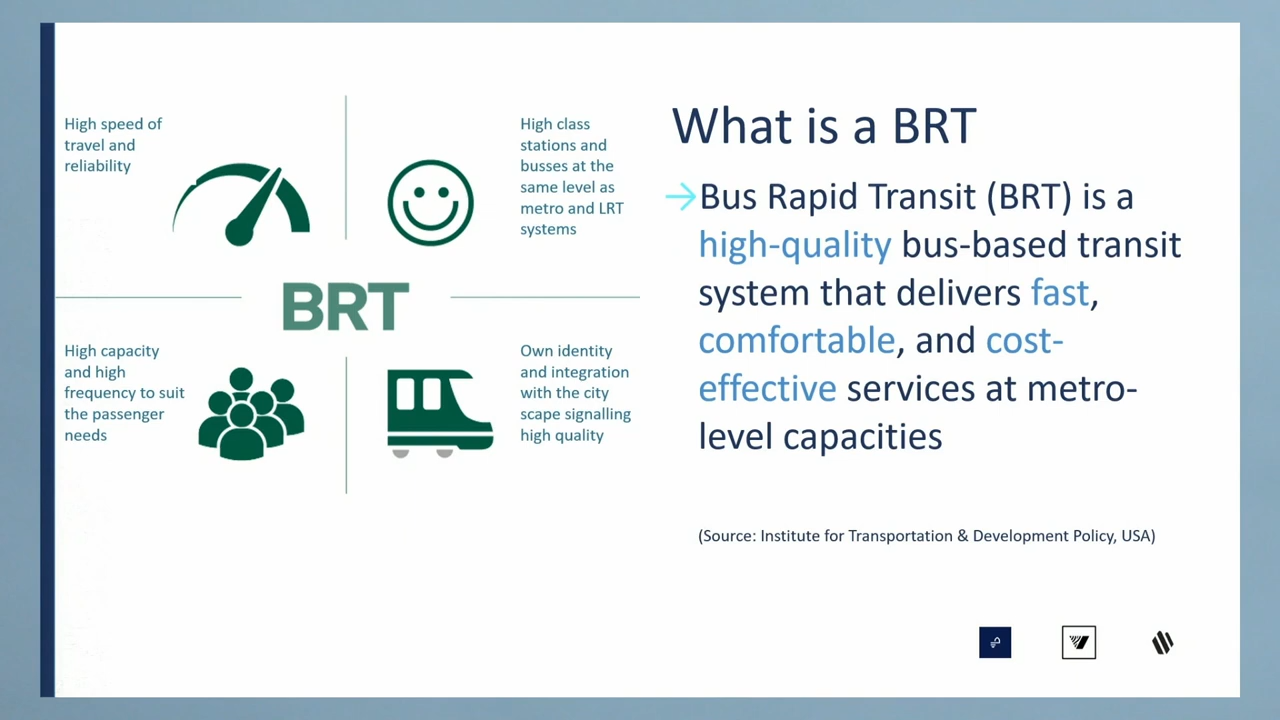 High speed of
travel and
reliability
High class
stations and
busses at the
same level as
metro and LRT
systems
BRT
High capacity
and high
frequency to suit
the passenger
needs
Own identity
and integration
with the city
scape signalling
high quality
What is a BRT
→Bus Rapid Transit (BRT) is a
high-quality bus-based transit
system that delivers fast,
comfortable, and cost-
effective services at metro-
level capacities
(Source: Institute for Transportation & Development Policy, USA)